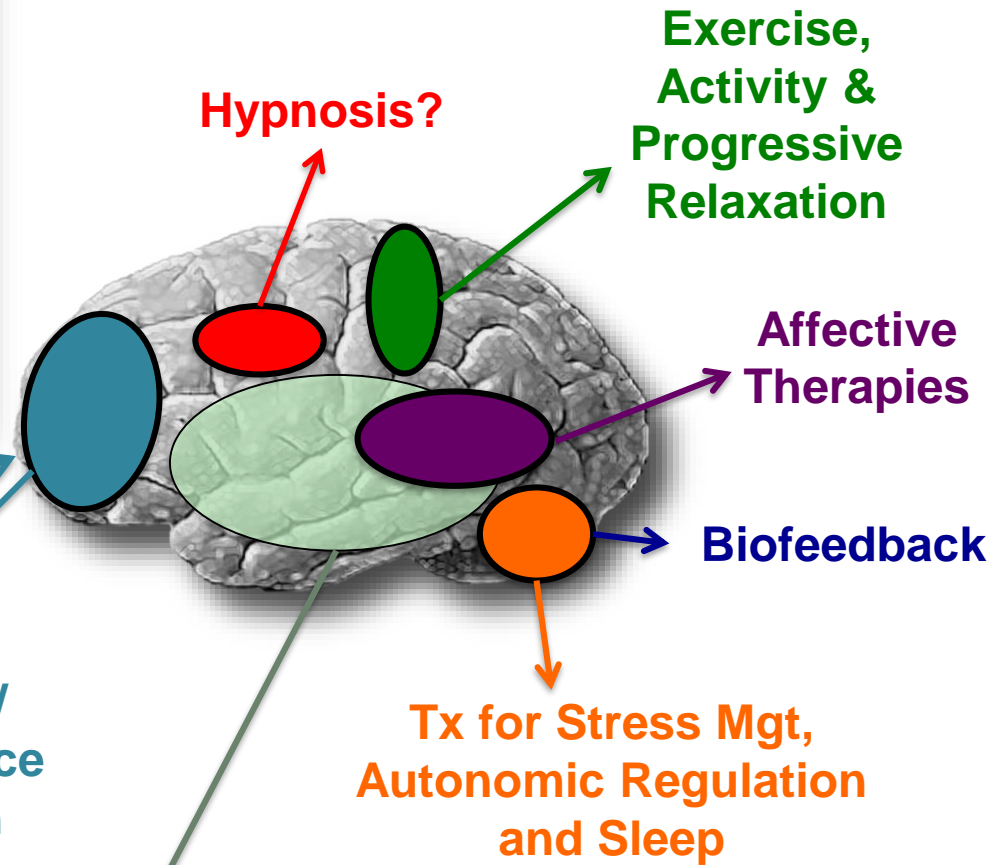 Exercise,
Activity &
Progressive
Relaxation
Hypnosis?
Affective
Therapies
Biofeedback
Tx for Stress Mgt,
Autonomic Regulation
and Sleep